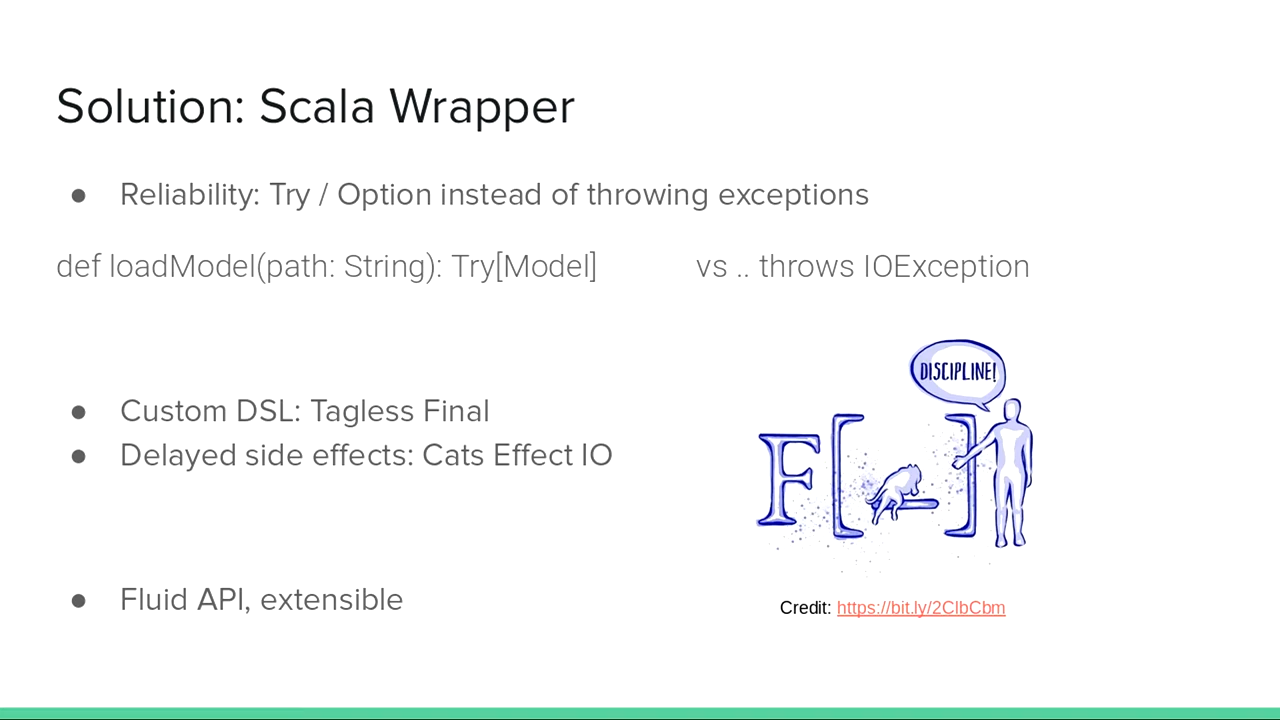 Solution: Scala Wrapper
● Reliability: Try / Option instead of throwing exceptions
def loadModel(path: String): Try[Model] vs .. throws IOException
● Custom DSL: Tagless Final
● Delayed side effects: Cats Effect IO
● Fluid API, extensible
DISCIPLINE!
F[_]
Credit: https://bit.ly/2ClbCbm